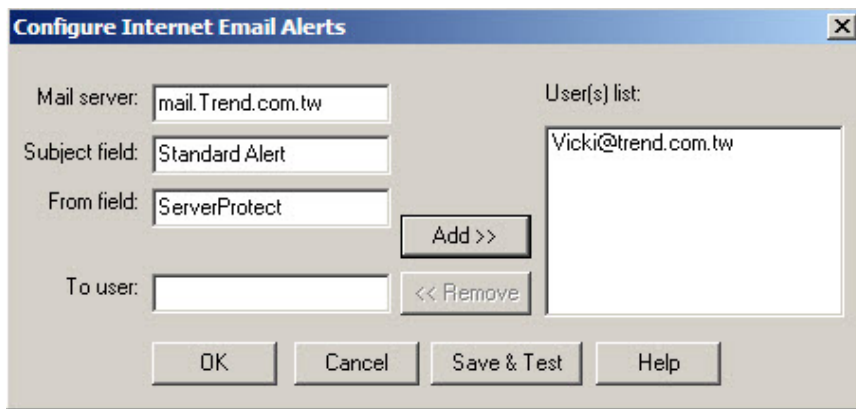 Configure Internet Email Alerts
Mail server: mail.Trend.com.tw
Subject field: Standard Alert
From field: ServerProtect
To user:
Add >>
<< Remove
User(s) list:
Vicki@trend.com.tw
OK Cancel Save & Test Help